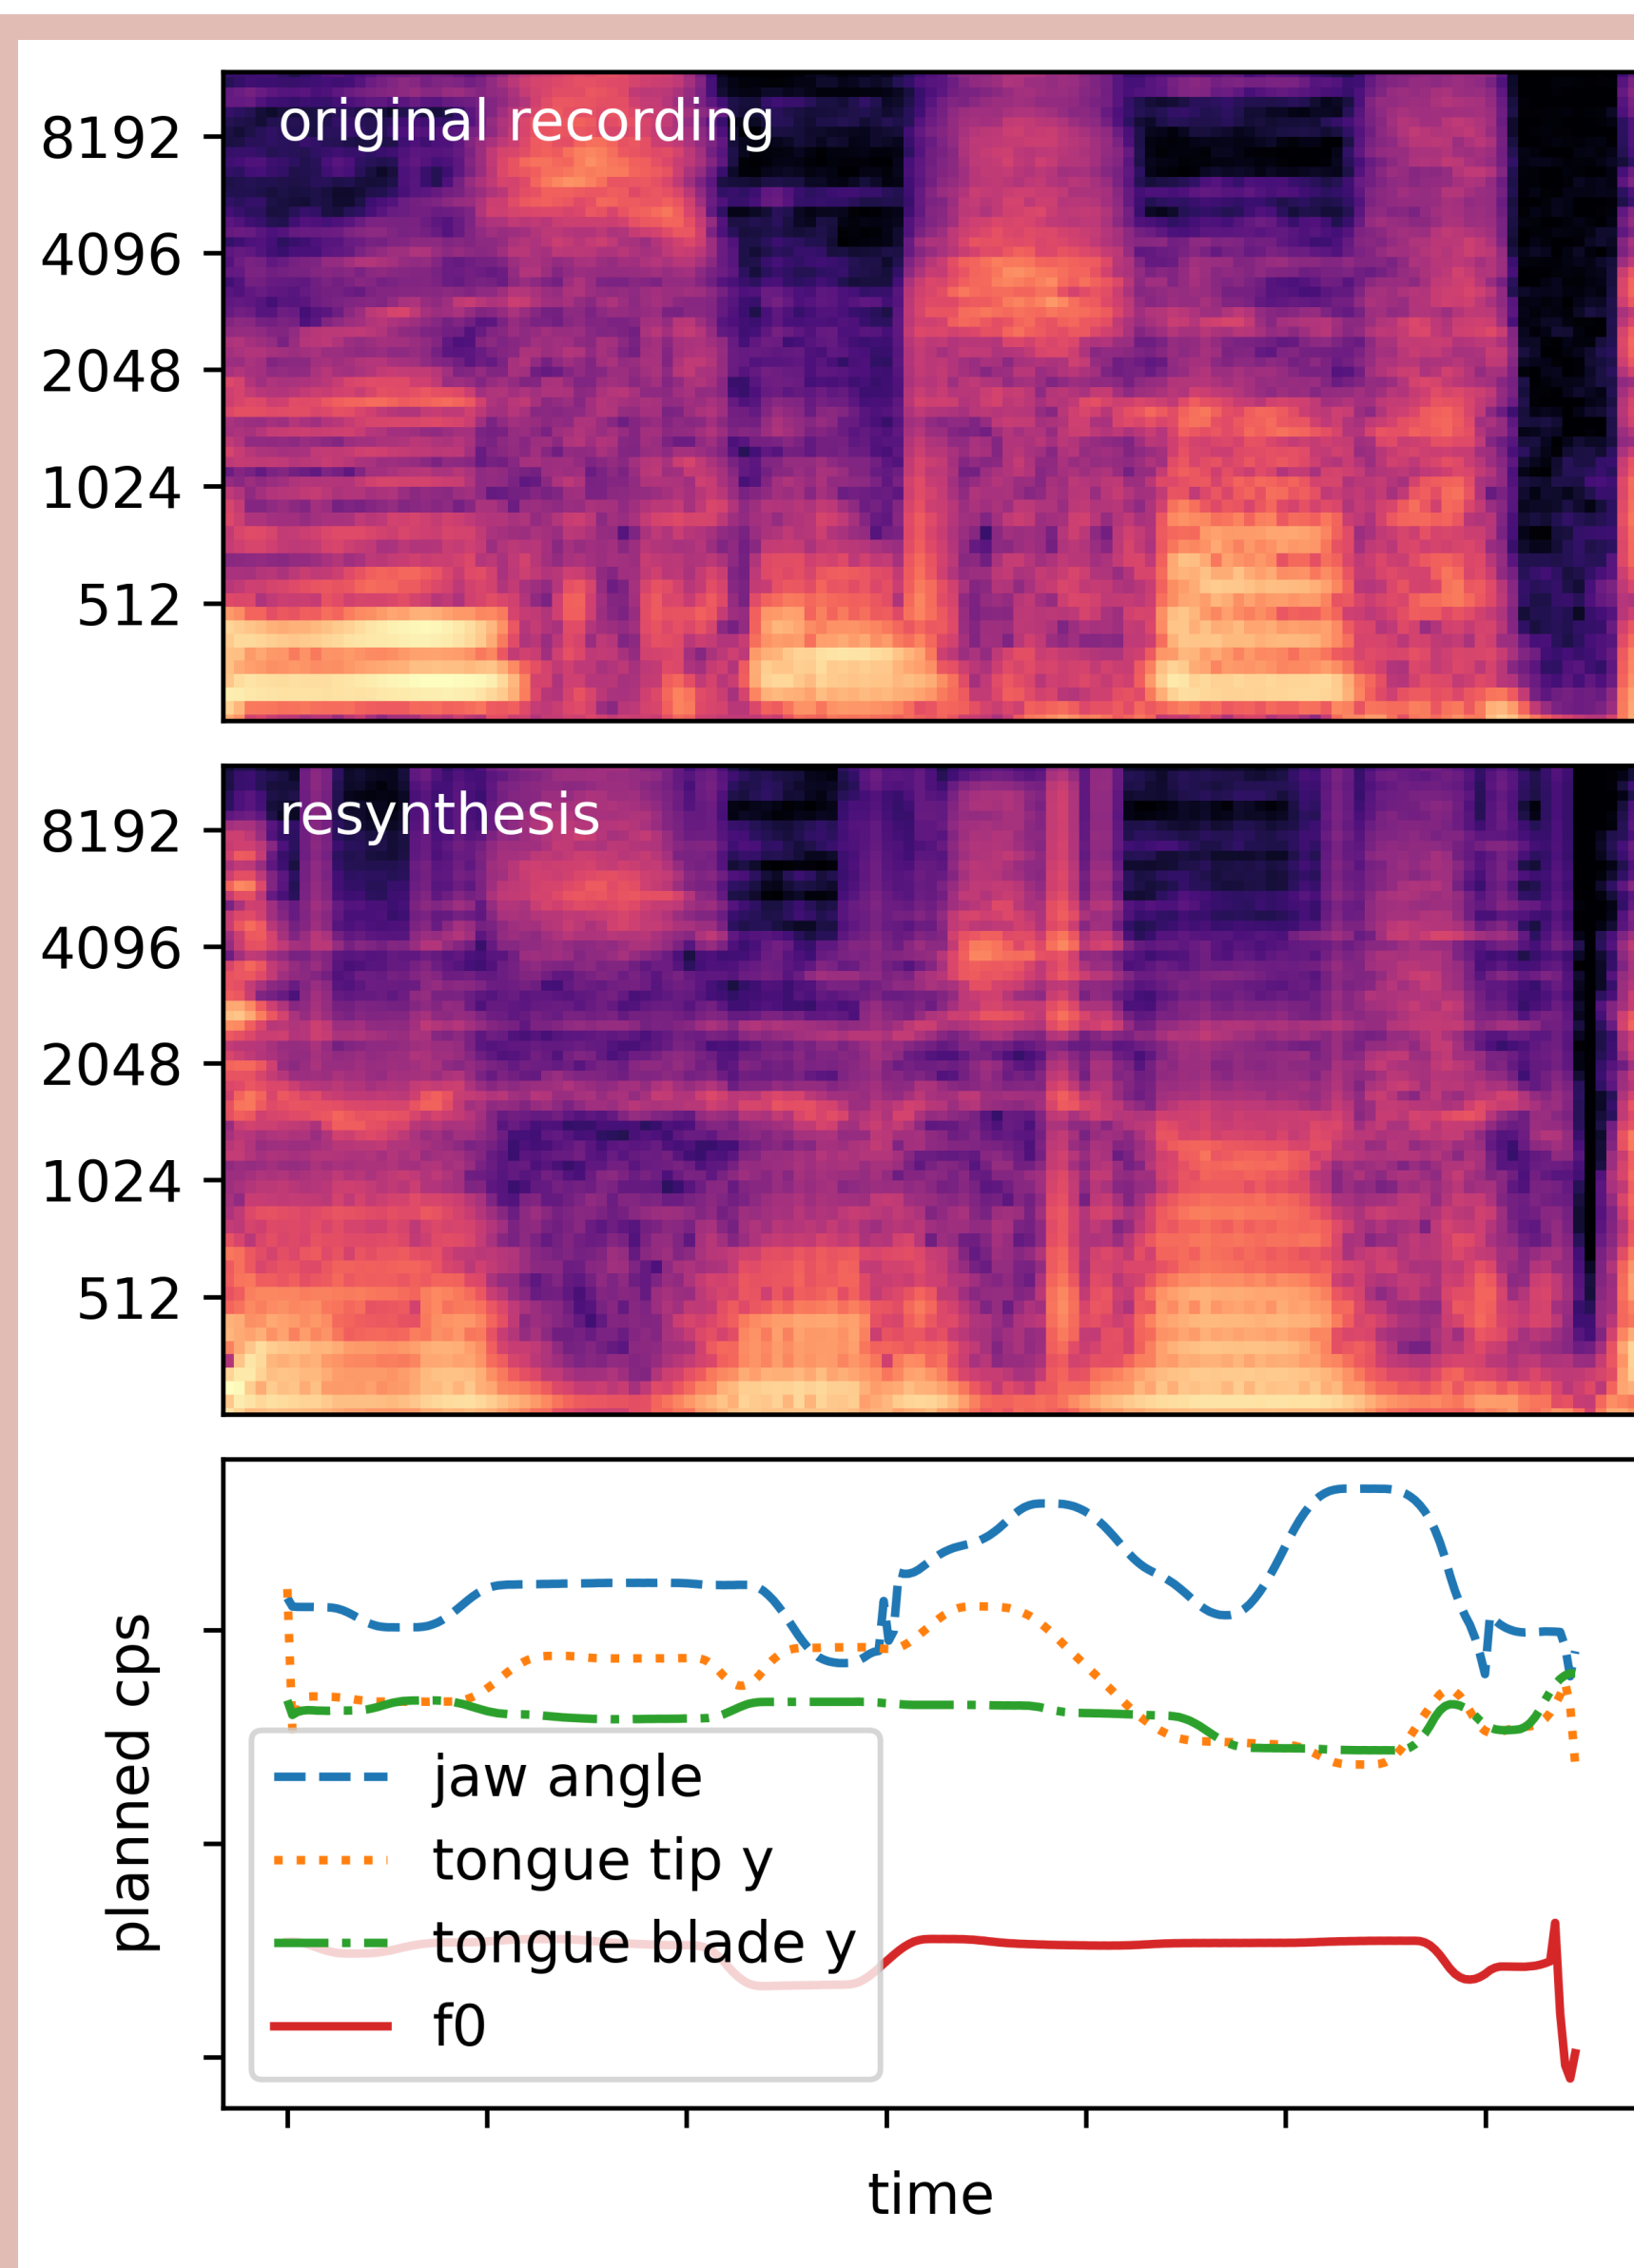 original recording
8192
4096
2048
1024
512
resynthesis
8192
4096
2048
1024
512
planned cps
jaw angle
tongue tip y
tongue blade y
f0
time